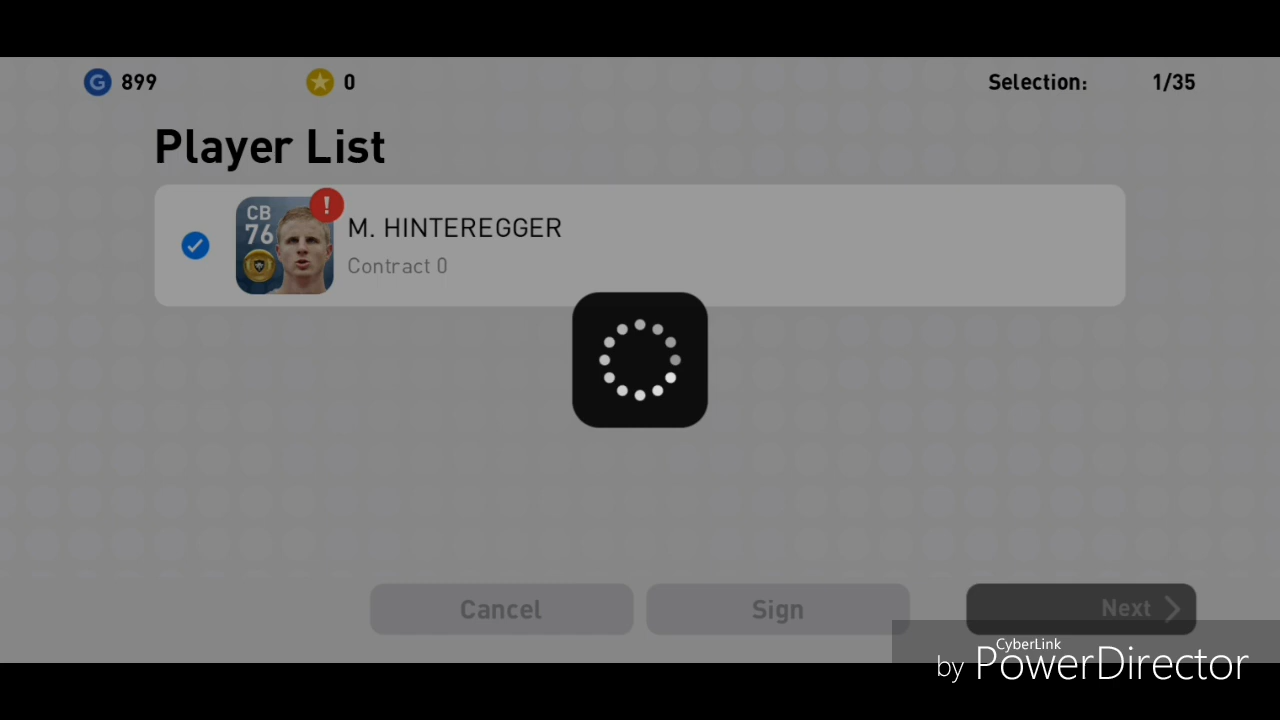 G 899
0
Selection: 1/35
Player List
CB
76
!
M. HINTEREGGER
Contract 0
Cancel
Sign
Next
CyberLink
by PowerDirector